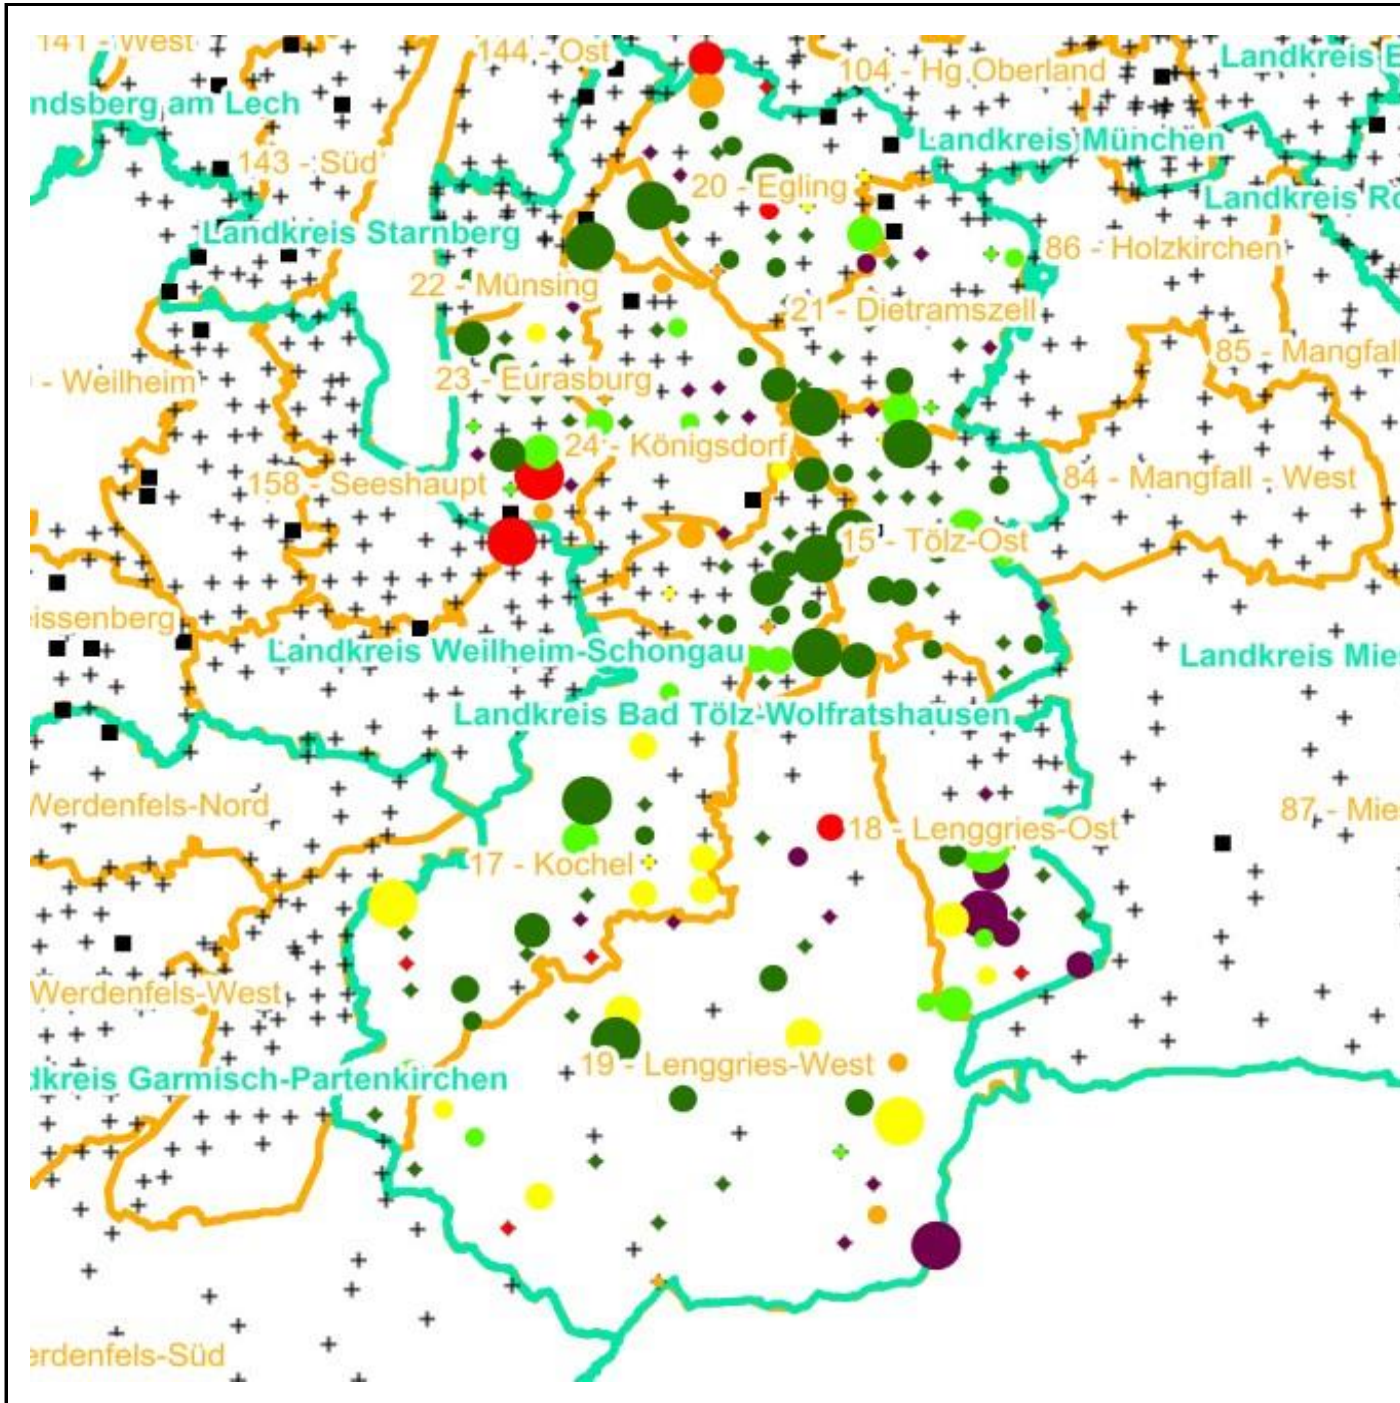 141 - West
144 - Ost
104 - Hg Oberland
Landkreis E
ndsberg am Lech
Landkreis München
143 - Süd
20 - Egling
Landkreis Ro
Landkreis Starnberg
86 - Holzkirchen
22 - Münsing
21 - Dietramszell
85 - Mangfall
- Weilheim
23 - Eurasburg
24 - Königsdorf
158 - Seeshaupt
84 - Mangfall - West
15 - Tölz-Ost
eissenberg
Landkreis Weilheim-Schongau
Landkreis Mie
Landkreis Bad Tölz-Wolfratshausen
Werdenfels-Nord
87 - Mie
18 - Lenggries-Ost
17 - Kochel
Werdenfels-West
19 - Lenggries-West
dkreis Garmisch-Partenkirchen
erdenfels-Süd